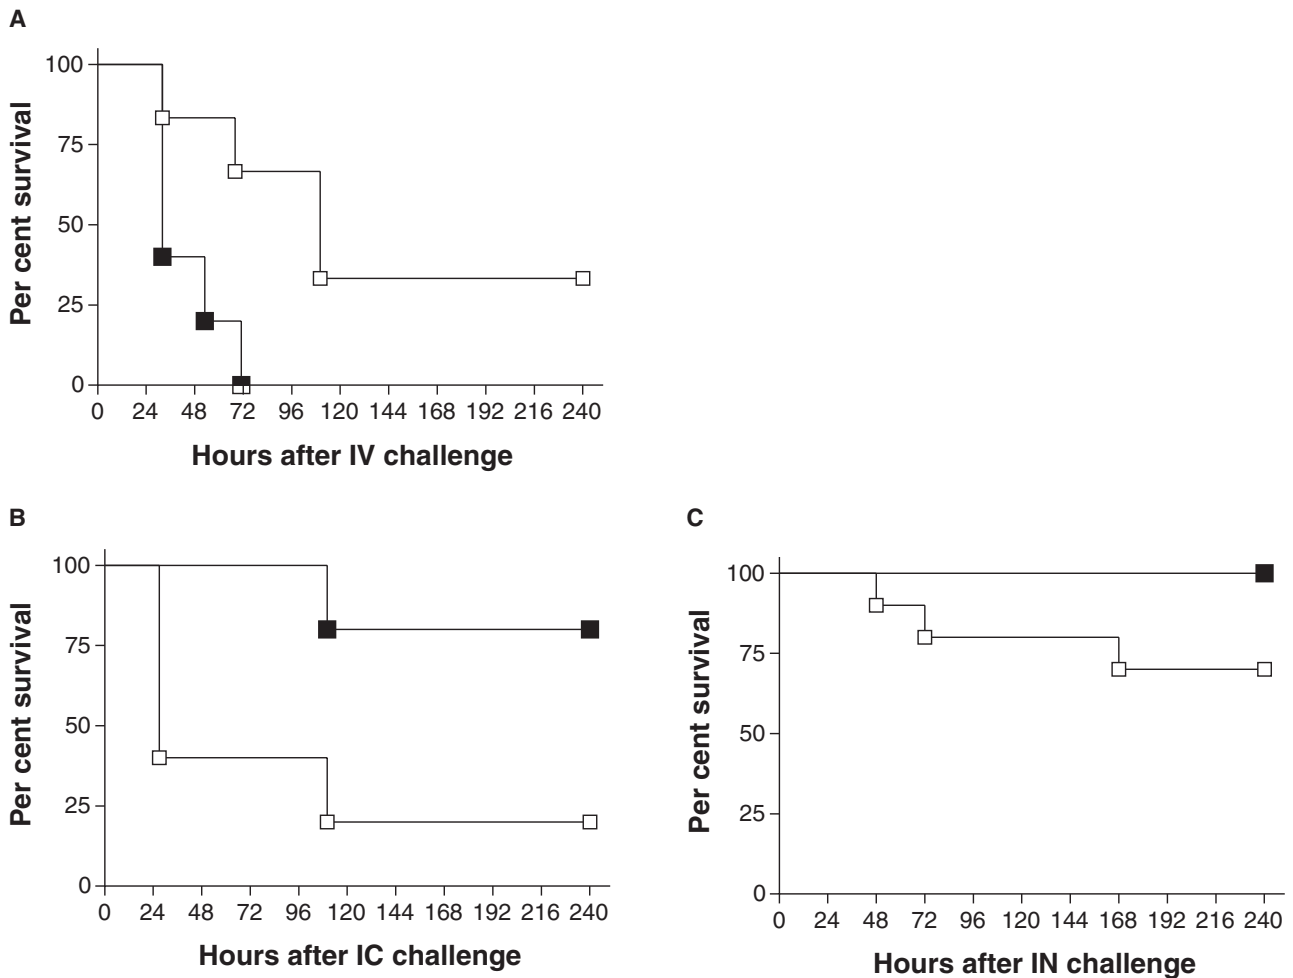 A
Per cent survival
100
75
50
25
0
0 24 48 72 96 120 144 168 192 216 240
Hours after IV challenge
B
Per cent survival
100
75
50
25
0
0 24 48 72 96 120 144 168 192 216 240
Hours after IC challenge
C
Per cent survival
100
75
50
25
0
0 24 48 72 96 120 144 168 192 216 240
Hours after IN challenge